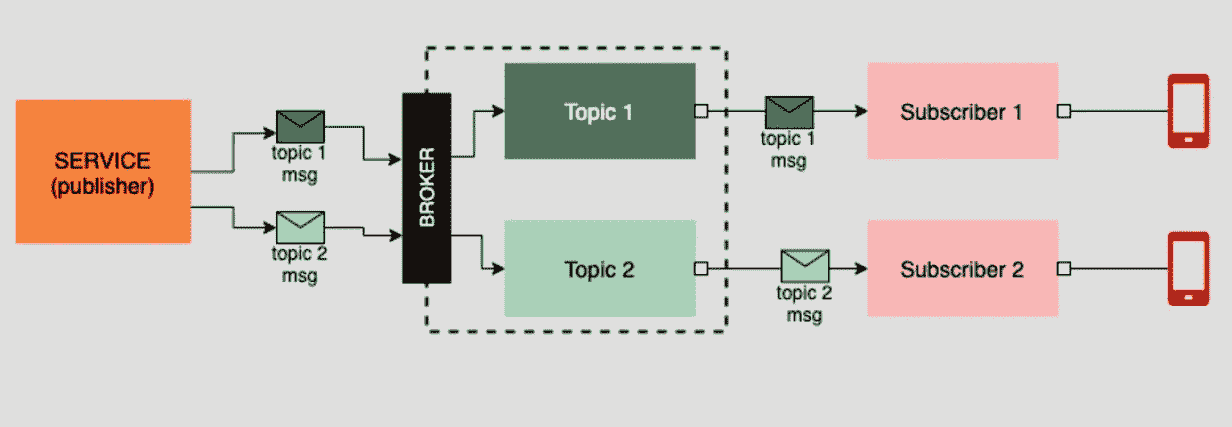 SERVICE
(publisher)
topic 1
msg
topic 2
msg
BROKER
Topic 1
Topic 2
topic 1
msg
topic 2
msg
Subscriber 1
Subscriber 2